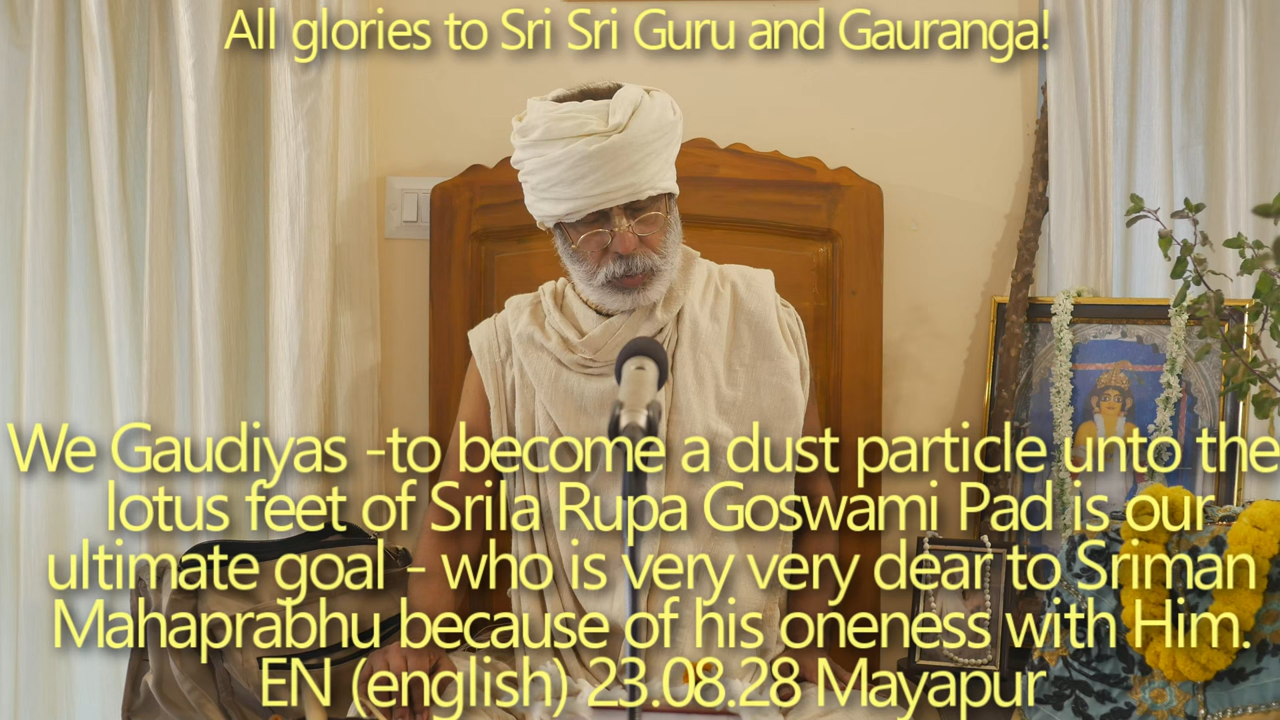 All glories to Sri Sri Guru and Gauranga!
We Gaudiyas -to become a dust particle unto the
lotus feet of Srila Rupa Goswami Pad is our
ultimate goal - who is very very dear to Sriman
Mahaprabhu because of his oneness with Him.
EN (english) 23.08.28 Mayapur